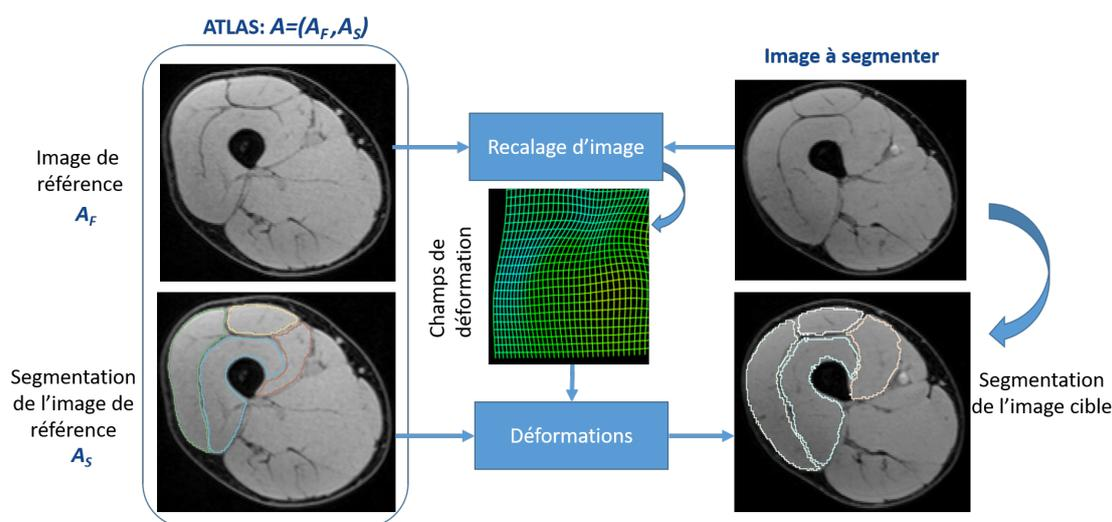 ATLAS: A=(A_F,A_S)
Image à segmenter
Image de
référence
A_F
Recalage d'image
Champs de
déformation
Segmentation
de l'image de
référence
A_S
Déformations
Segmentation
de l'image cible